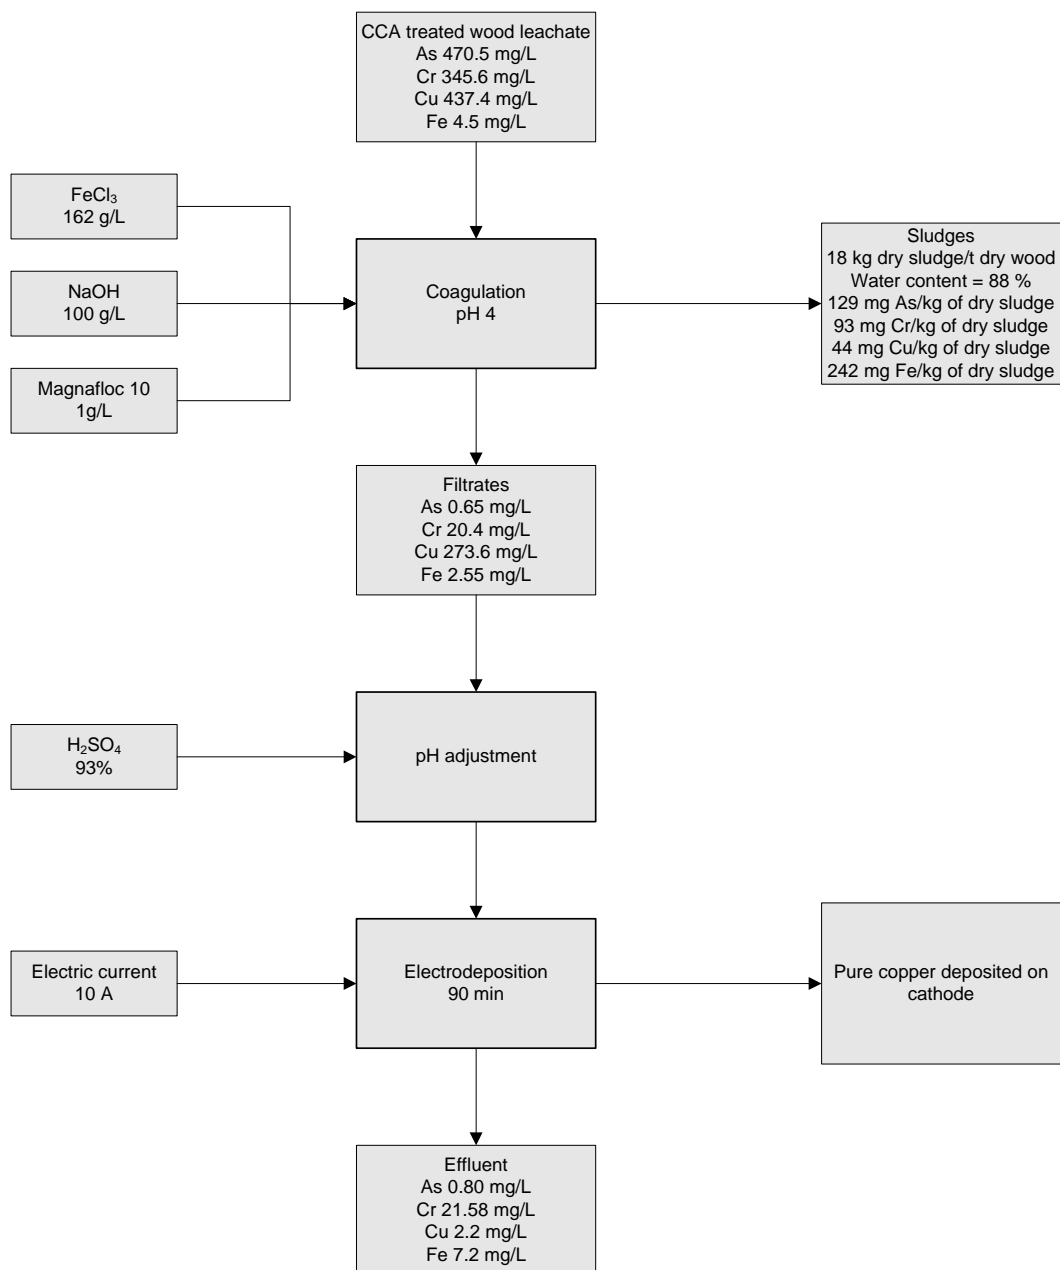 CCA treated wood leachate
As 470.5 mg/L
Cr 345.6 mg/L
Cu 437.4 mg/L
Fe 4.5 mg/L
FeCl₃
162 g/L
NaOH
100 g/L
Magnafloc 10
1g/L
Coagulation
pH 4
Sludges
18 kg dry sludge/t dry wood
Water content = 88 %
129 mg As/kg of dry sludge
93 mg Cr/kg of dry sludge
44 mg Cu/kg of dry sludge
242 mg Fe/kg of dry sludge
Filtrates
As 0.65 mg/L
Cr 20.4 mg/L
Cu 273.6 mg/L
Fe 2.55 mg/L
H₂SO₄
93%
pH adjustment
Electric current
10 A
Electrodeposition
90 min
Pure copper deposited on
cathode
Effluent
As 0.80 mg/L
Cr 21.58 mg/L
Cu 2.2 mg/L
Fe 7.2 mg/L